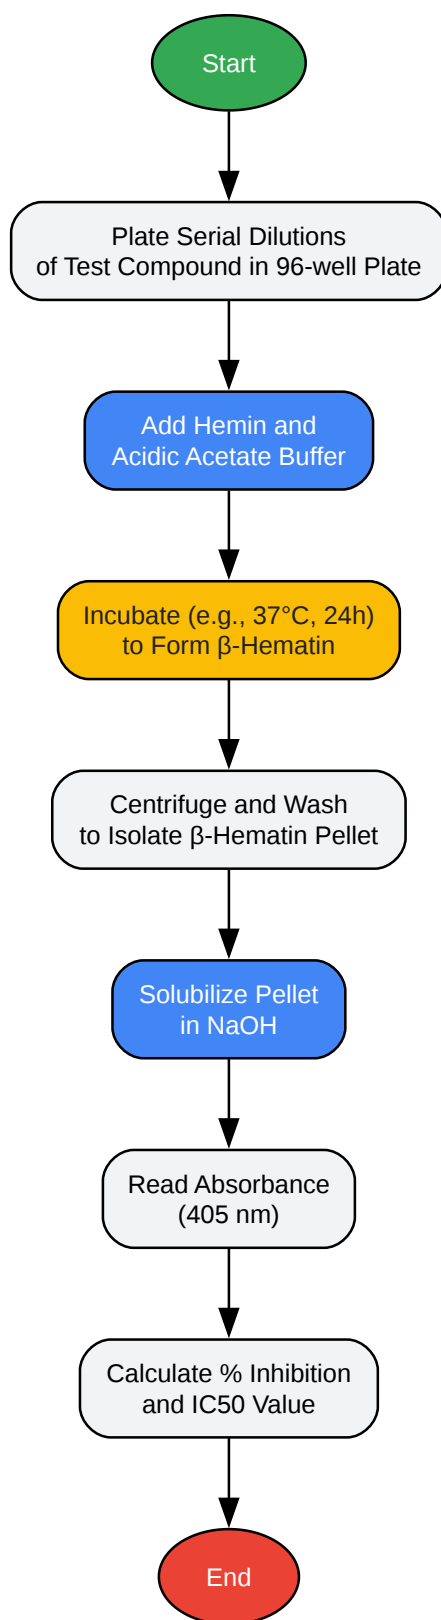 Start
Plate Serial Dilutions
of Test Compound in 96-well Plate
Add Hemin and
Acidic Acetate Buffer
Incubate (e.g., 37°C, 24h)
to Form β-Hematin
Centrifuge and Wash
to Isolate β-Hematin Pellet
Solubilize Pellet
in NaOH
Read Absorbance
(405 nm)
Calculate % Inhibition
and IC50 Value
End